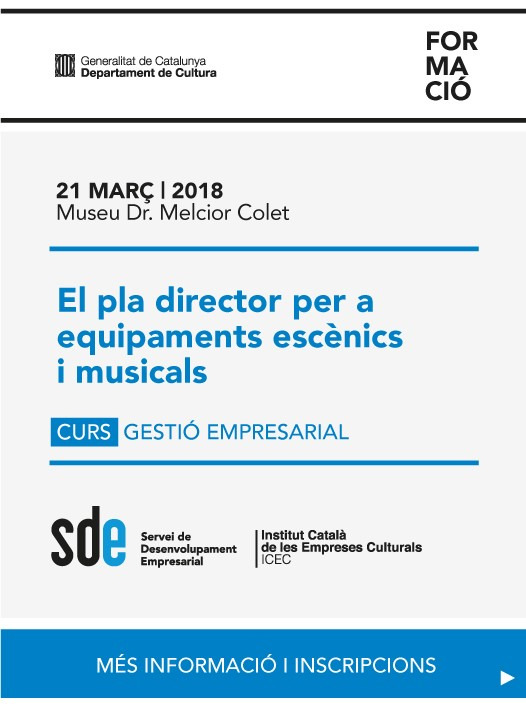 Generalitat de Catalunya
Departament de Cultura
FOR
MA
CIÓ
21 MARÇ | 2018
Museu Dr. Melcior Colet
El pla director per a
equipaments escènics
i musicals
CURS GESTIÓ EMPRESARIAL
sde
Servei de
Desenvolupament
Empresarial
Institut Català
de les Empreses Culturals
ICEC
MÉS INFORMACIÓ I INSCRIPCIONS